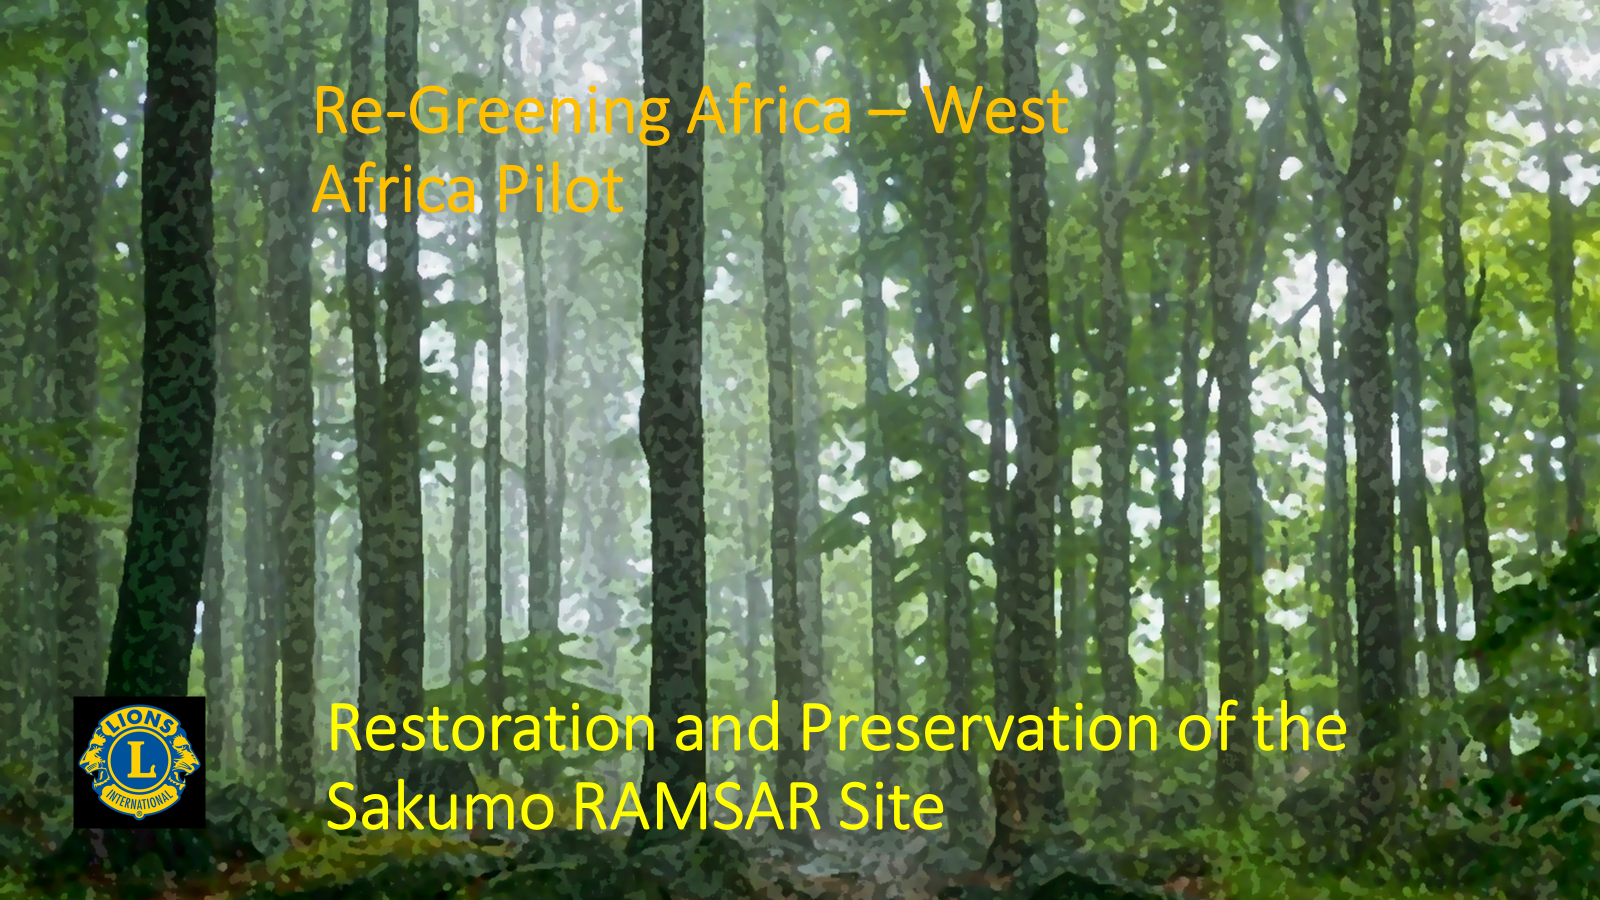 Re-Greening Africa – West
Africa Pilot
LIONS
L
INTERNATIONAL
Restoration and Preservation of the
Sakumo RAMSAR Site